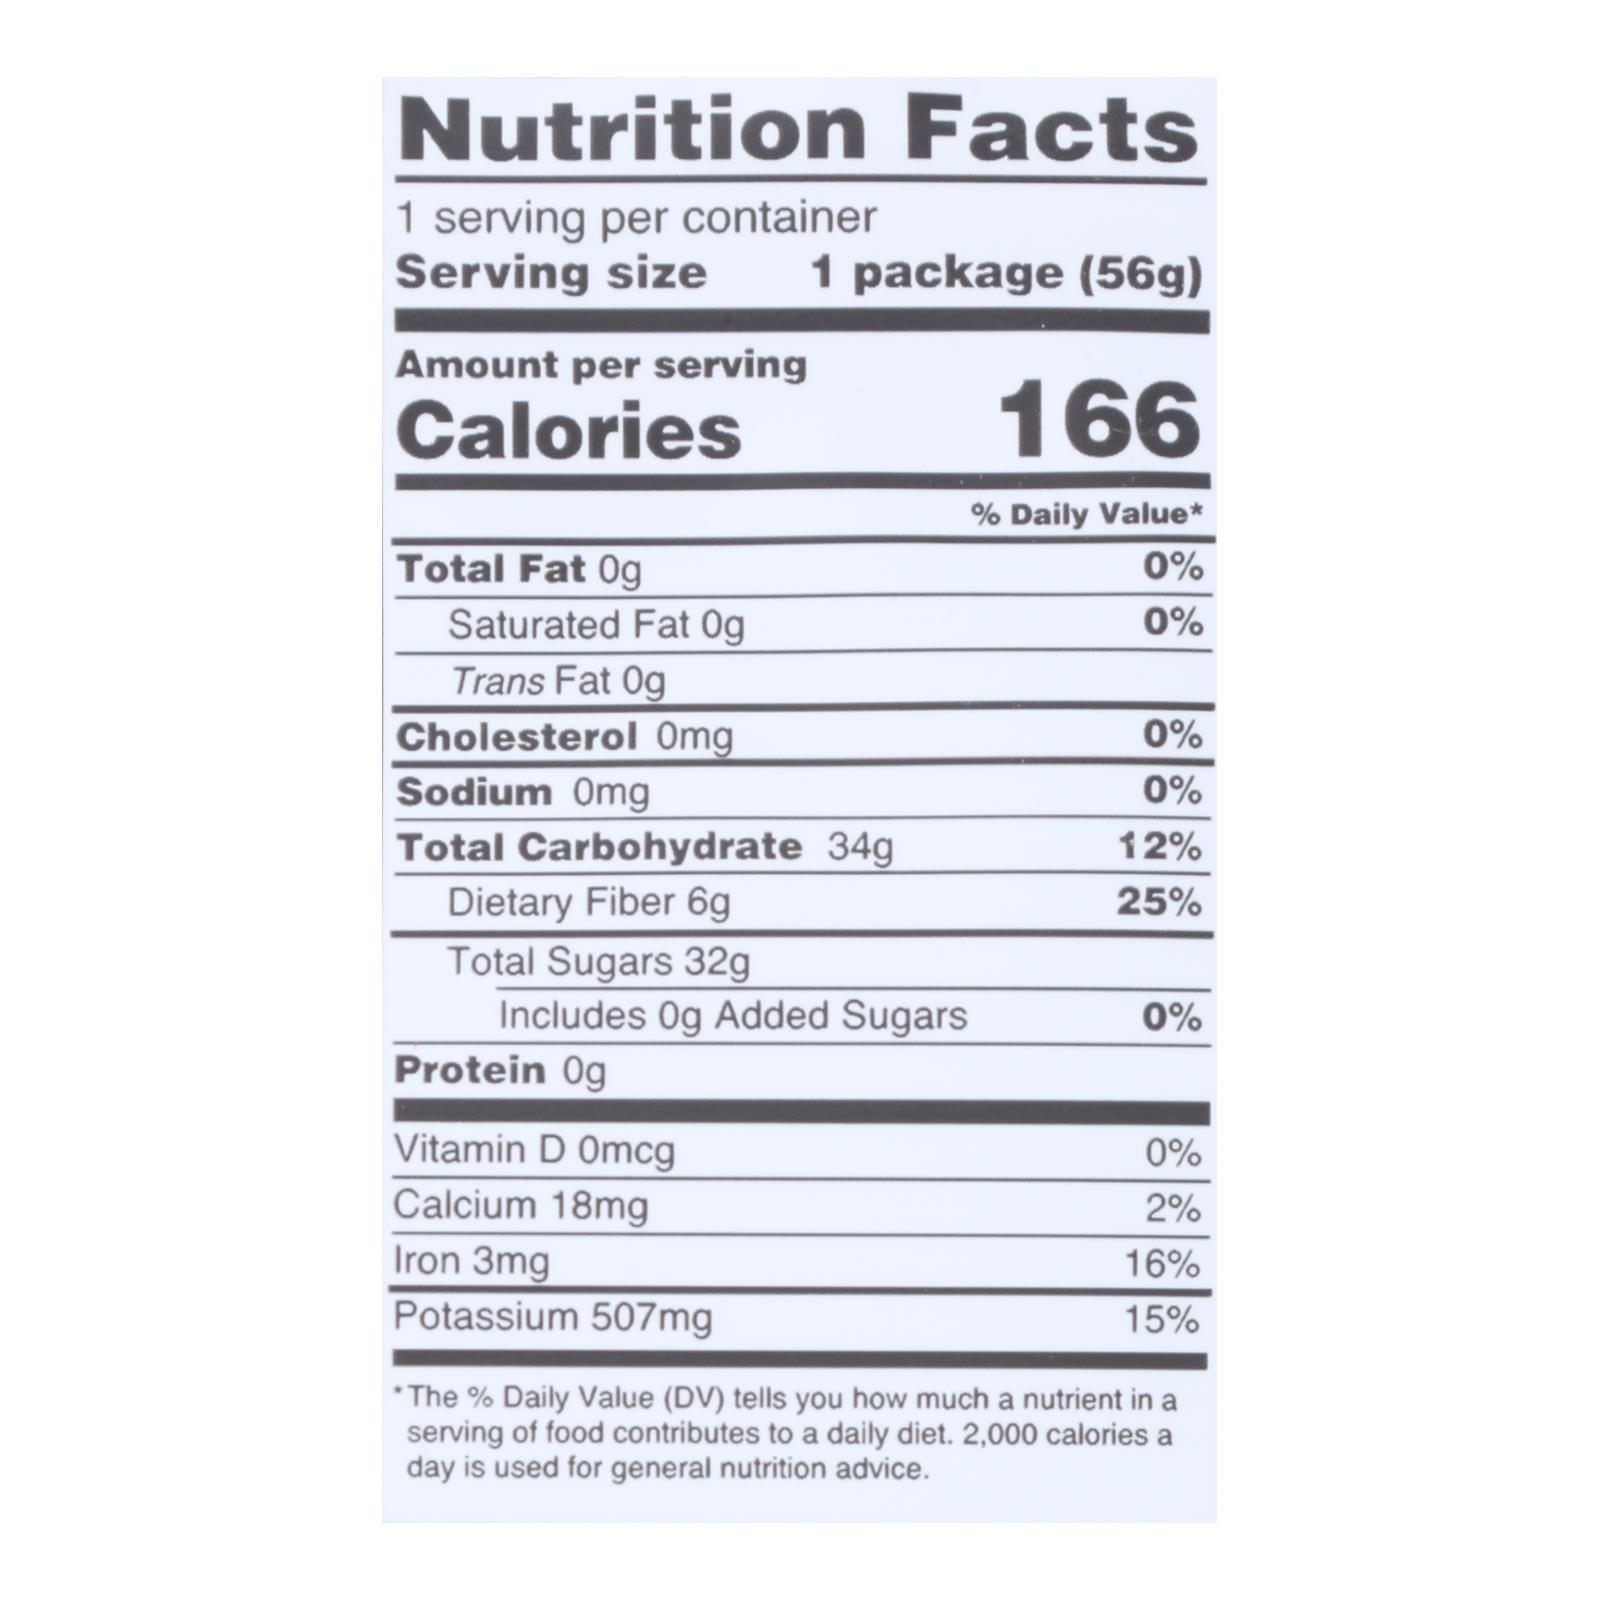 Nutrition Facts
1 serving per container
Serving size 1 package (56g)
Amount per serving
Calories 166
% Daily Value*
Total Fat 0g 0%
Saturated Fat 0g 0%
Trans Fat 0g
Cholesterol 0mg 0%
Sodium 0mg 0%
Total Carbohydrate 34g 12%
Dietary Fiber 6g 25%
Total Sugars 32g
Includes 0g Added Sugars 0%
Protein 0g
Vitamin D 0mcg 0%
Calcium 18mg 2%
Iron 3mg 16%
Potassium 507mg 15%
*The % Daily Value (DV) tells you how much a nutrient in a
serving of food contributes to a daily diet. 2,000 calories a
day is used for general nutrition advice.